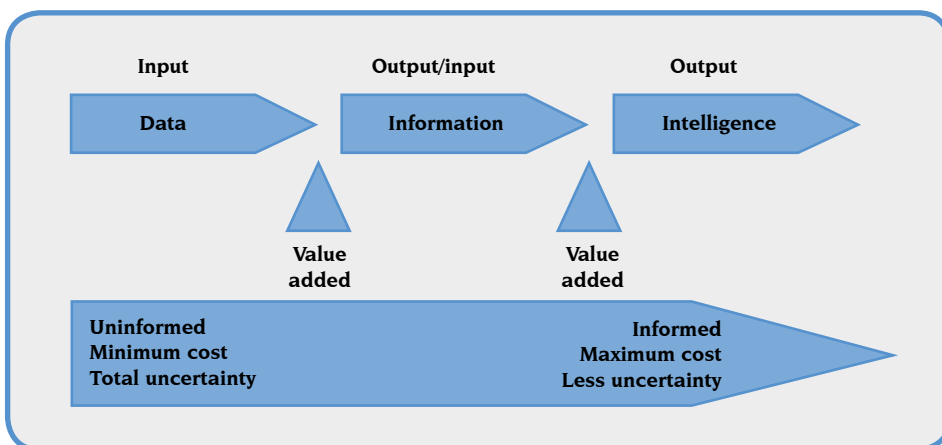 Input
Output/input
Output
Data
Information
Intelligence
Value
added
Value
added
Uninformed
Minimum cost
Total uncertainty
Informed
Maximum cost
Less uncertainty